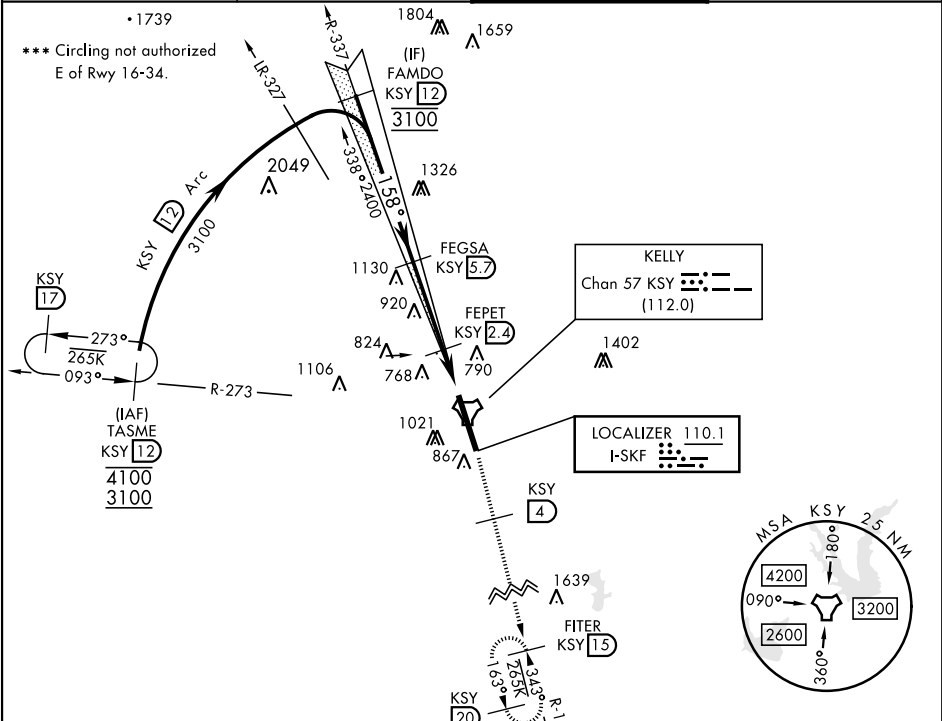 1739
*** Circling not authorized
E of Rwy 16-34.
R-337
1804
1659
(IF)
FAMDO
KSY 12
3100
LR-327
2049
338° 2400
158°
1326
KSY 12 Arc
3100
FEGSA
KSY 5.7
1130
920
FEPET
KSY 2.4
824
768
790
1106
KSY
17
273°
265K
093°
R-273
(IAF)
TASME
KSY 12
4100
3100
KELLY
Chan 57 KSY
(112.0)
1402
1021
867
LOCALIZER 110.1
I-SKF
KSY
4
1639
FITER
KSY 15
163°
265K
343°
KSY
20
MSA KSY 25 NM
180°
4200
090°
3200
2600
360°